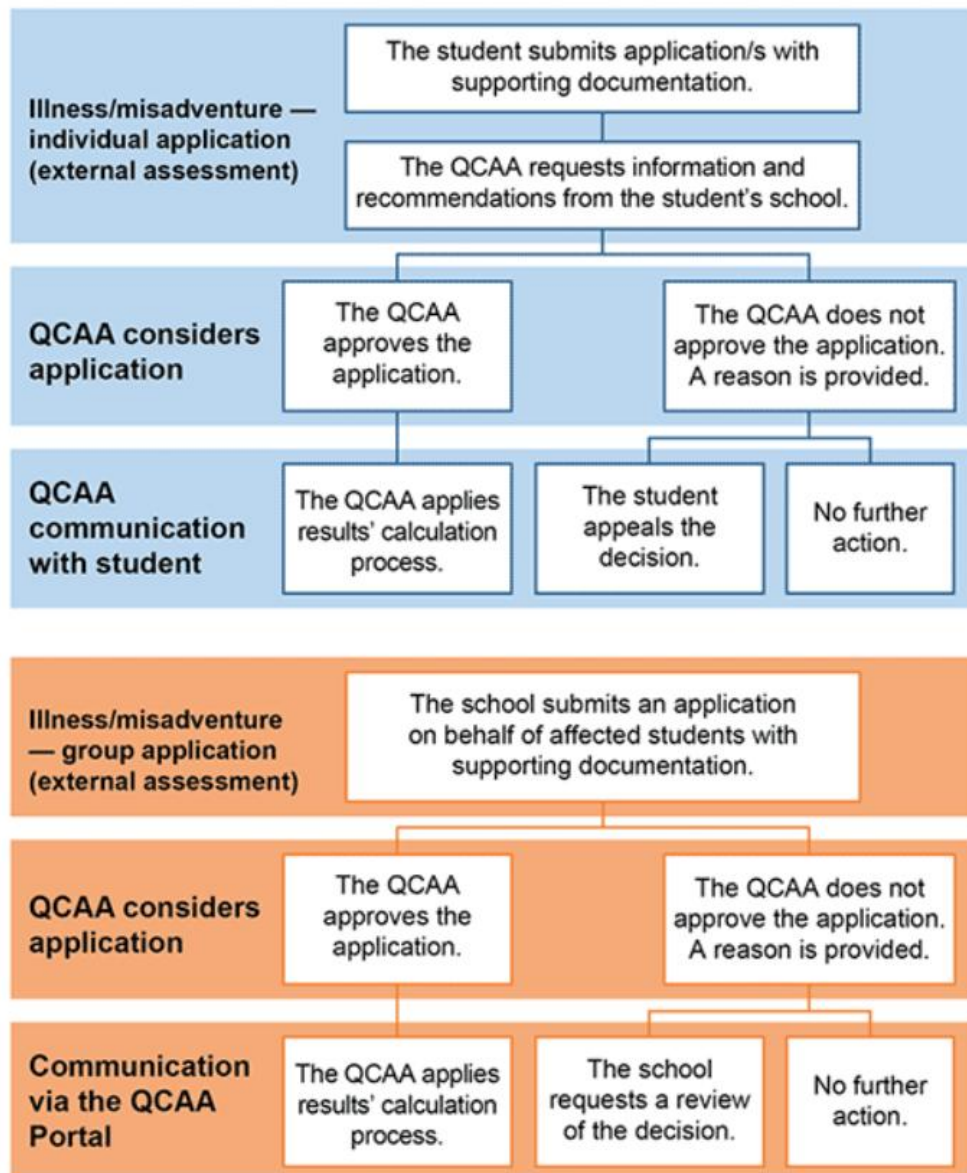 The student submits application/s with
supporting documentation.
Illness/misadventure —
individual application
(external assessment)
The QCAA requests information and
recommendations from the student's school.
QCAA considers
application
The QCAA
approves the
application.
The QCAA does not
approve the application.
A reason is provided.
QCAA
communication
with student
The QCAA applies
results' calculation
process.
The student
appeals the
decision.
No further
action.
Illness/misadventure
— group application
(external assessment)
The school submits an application
on behalf of affected students with
supporting documentation.
QCAA considers
application
The QCAA
approves the
application.
The QCAA does not
approve the application.
A reason is provided.
Communication
via the QCAA
Portal
The QCAA applies
results' calculation
process.
The school
requests a review
of the decision.
No further
action.